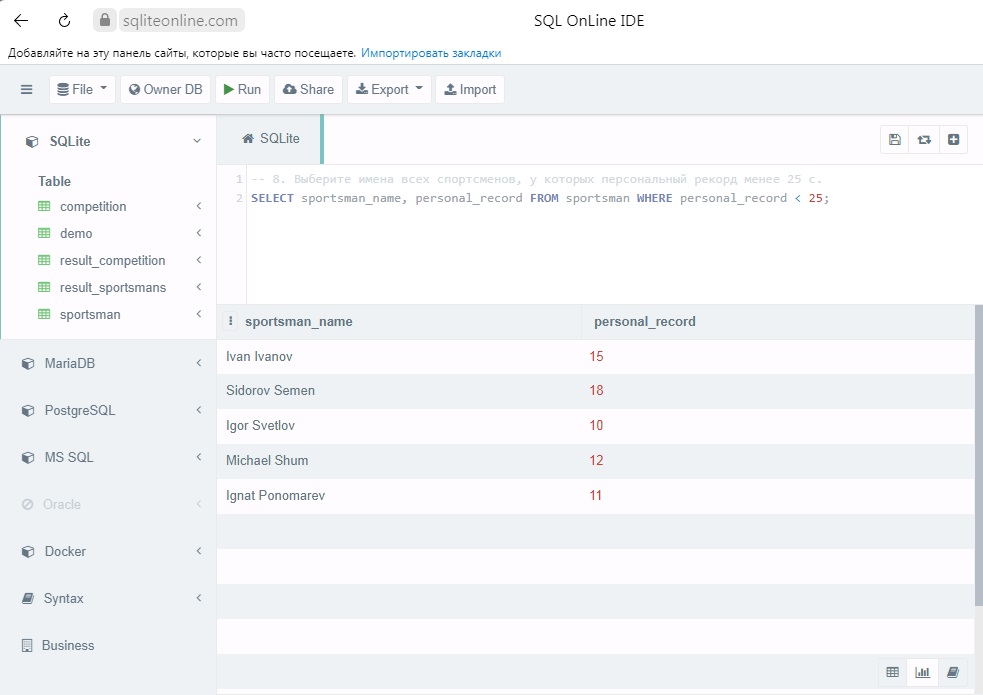 sqliteonline.com
SQL OnLine IDE
Добавляйте на эту панель сайты, которые вы часто посещаете. Импортировать закладки
File
Owner DB
Run
Share
Export
Import
SQLite
Table
competition
demo
result_competition
result_sportsmans
sportsman
MariaDB
PostgreSQL
MS SQL
Oracle
Docker
Syntax
Business
SQLite
1 -- 8. Выберите имена всех спортсменов, у которых персональный рекорд менее 25 с.
2 SELECT sportsman_name, personal_record FROM sportsman WHERE personal_record < 25;
sportsman_name personal_record
Ivan Ivanov 15
Sidorov Semen 18
Igor Svetlov 10
Michael Shum 12
Ignat Ponomarev 11